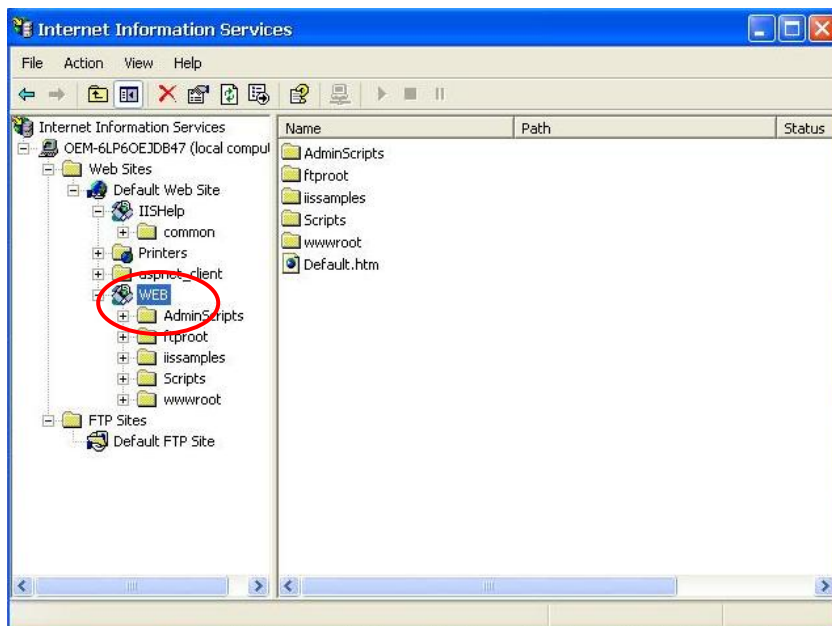 Internet Information Services
File Action View Help
Internet Information Services
OEM-6LP6OEJDB47 (local comput
Web Sites
Default Web Site
IISHelp
common
Printers
aspnet_client
WEB
AdminScripts
ftproot
iissamples
Scripts
wwwroot
FTP Sites
Default FTP Site
Name Path Status
AdminScripts
ftproot
iissamples
Scripts
wwwroot
Default.htm